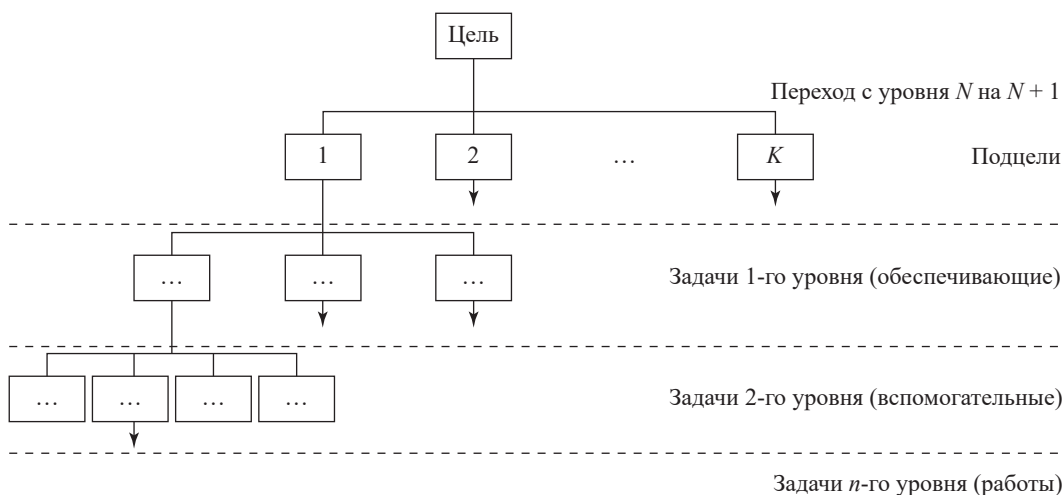 Цель
Переход с уровня N на N + 1
1 2 … K Подцели
… … … Задачи 1-го уровня (обеспечивающие)
… … … … Задачи 2-го уровня (вспомогательные)
Задачи n-го уровня (работы)